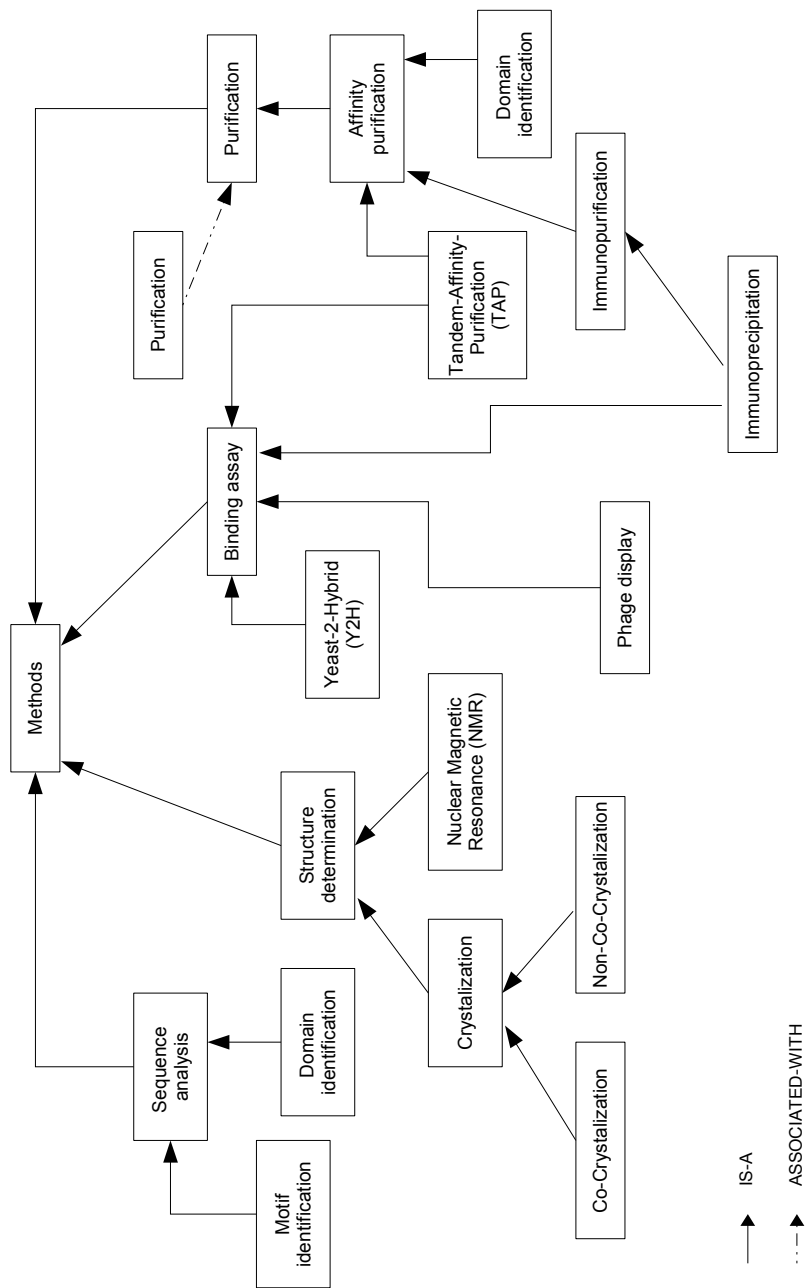 Methods
Sequence
analysis
Structure
determination
Binding assay
Purification
Purification
Motif
identification
Domain
identification
Crystalization
Nuclear Magnetic
Resonance (NMR)
Yeast-2-Hybrid
(Y2H)
Tandem-Affinity-
Purification
(TAP)
Affinity
purification
Co-Crystalization
Non-Co-Crystalization
Phage display
Immunopurification
Domain
identification
Immunoprecipitation
IS-A
ASSOCIATED-WITH